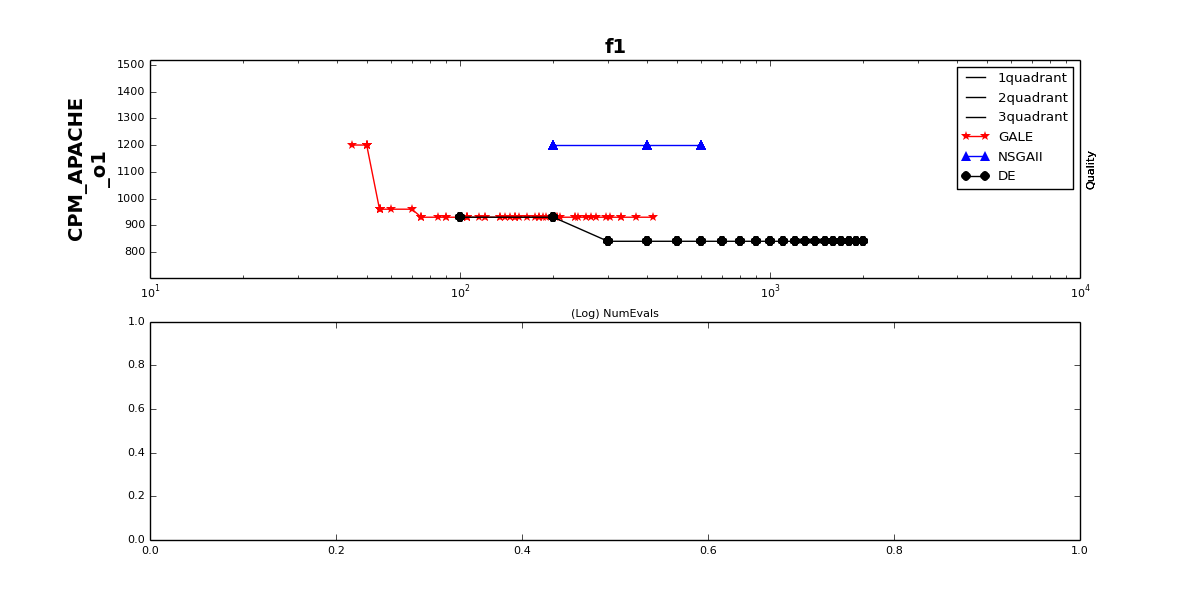 f1
CPM_APACHE
_o1
1500
1400
1300
1200
1100
1000
900
800
10^1
10^2
10^3
10^4
(Log) NumEvals
Quality
1quadrant
2quadrant
3quadrant
GALE
NSGAII
DE
1.0
0.8
0.6
0.4
0.2
0.0
0.0
0.2
0.4
0.6
0.8
1.0